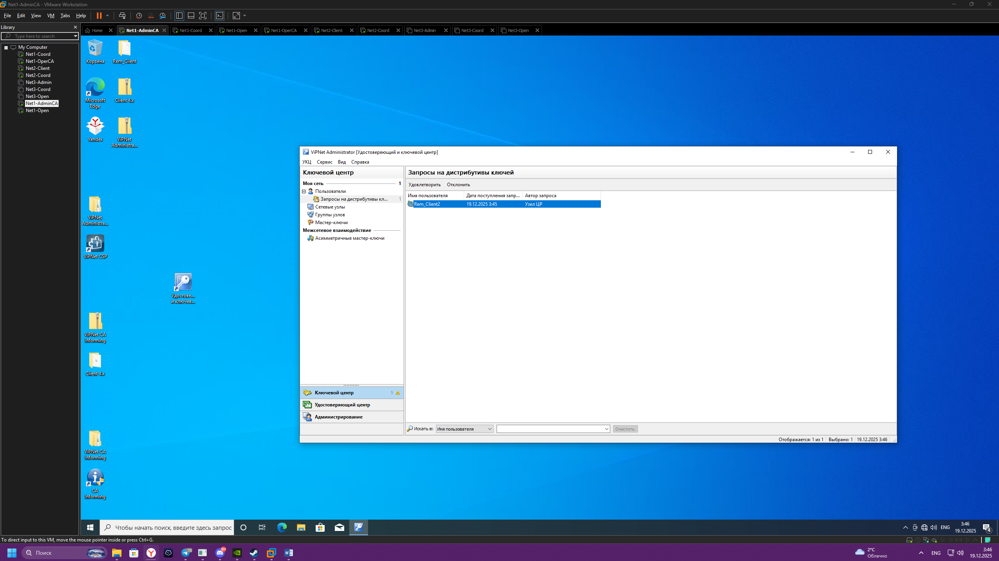 Net1-AdminCA - VMware Workstation
File Edit View VM Tabs Help
Library
Type here to search
My Computer
Net1-Coord
Net1-OperCA
Net2-Client
Net2-Coord
Net3-Admin
Net3-Coord
Net3-Open
Net1-AdminCA
Net1-Open
Home Net1-AdminCA Net1-Coord Net1-Open Net1-OperCA Net2-Client Net2-Coord Net3-Admin Net3-Coord Net3-Open
Корзина
Rem_Client
Microsoft
Edge
Client 4.x
Yandex
ViPNet
Administra...
ViPNet
Administra...
ViPNet CSP
Удостове...
и ключев...
ViPNet CA
Informing
Client 4.x
ViPNet CA
Informing
CA
Informing
ViPNet Administrator [Удостоверяющий и ключевой центр]
УКЦ Сервис Вид Справка
Ключевой центр
Моя сеть 1
Пользователи
Запросы на дистрибутивы кл... 1
Сетевые узлы
Группы узлов
Мастер-ключи
Межсетевое взаимодействие
Асимметричные мастер-ключи
Ключевой центр 1
Удостоверяющий центр
Администрирование
Запросы на дистрибутивы ключей
Удовлетворить Отклонить
Имя пользователя Дата поступления запр... Автор запроса
Rem_Client2 19.12.2025 3:45 Узел ЦР
Искать в: Имя пользователя Очистить
Отображается: 1 из 1 Выбрано: 1 19.12.2025 3:46
Чтобы начать поиск, введите здесь запрос
ENG
3:46
19.12.2025
4
To direct input to this VM, move the mouse pointer inside or press Ctrl+G.
Поиск
70
9+
2°C
Облачно
ENG
3:46
19.12.2025